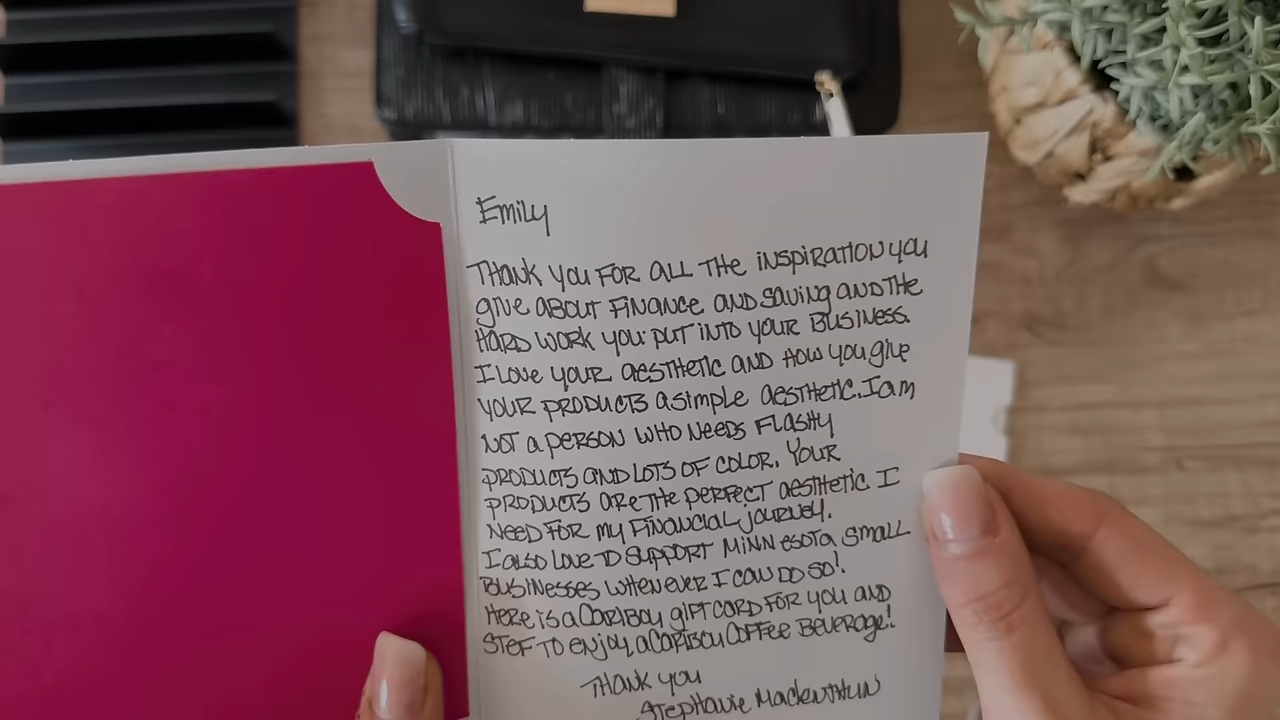 Emily
THANK YOU FOR ALL THE INSPIRATION YOU
GIVE ABOUT FINANCE AND SAVING AND THE
HARD WORK YOU PUT INTO YOUR BUSINESS.
I LOVE YOUR AESTHETIC AND HOW YOU GIVE
YOUR PRODUCTS A SIMPLE AESTHETIC. I am
NOT A PERSON WHO NEEDS FLASHY
PRODUCTS AND LOTS OF COLOR. YOUR
PRODUCTS ARE THE PERFECT AESTHETIC I
NEED FOR MY FINANCIAL JOURNEY.
I ALSO LOVE TO SUPPORT MINNESOTA SMALL
BUSINESSES WHENEVER I CAN DO SO!
HERE IS A CARIBOU GIFT CARD FOR YOU AND
STEF TO ENJOY A CARIBOU COFFEE BEVERAGE!
THANK YOU
STEPHANIE